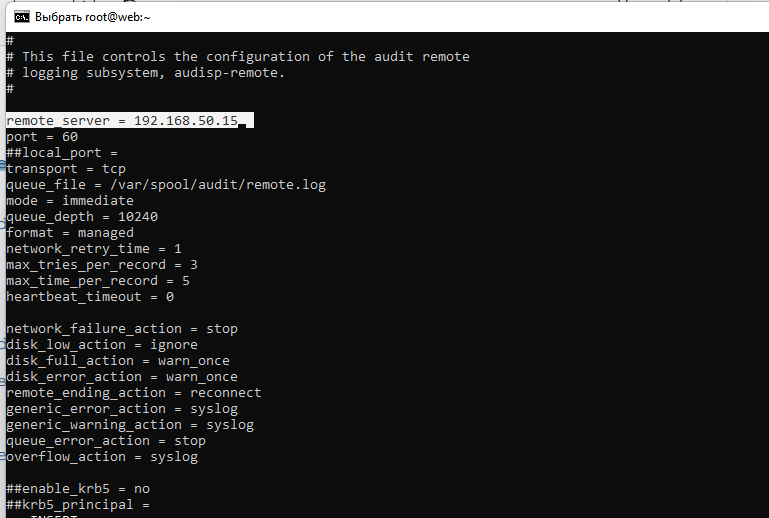 Выбрать root@web:~
#
# This file controls the configuration of the audit remote
# logging subsystem, audisp-remote.
#
remote_server = 192.168.50.15
port = 60
##local_port =
transport = tcp
queue_file = /var/spool/audit/remote.log
mode = immediate
queue_depth = 10240
format = managed
network_retry_time = 1
max_tries_per_record = 3
max_time_per_record = 5
heartbeat_timeout = 0
network_failure_action = stop
disk_low_action = ignore
disk_full_action = warn_once
disk_error_action = warn_once
remote_ending_action = reconnect
generic_error_action = syslog
generic_warning_action = syslog
queue_error_action = stop
overflow_action = syslog
##enable_krb5 = no
##krb5_principal =